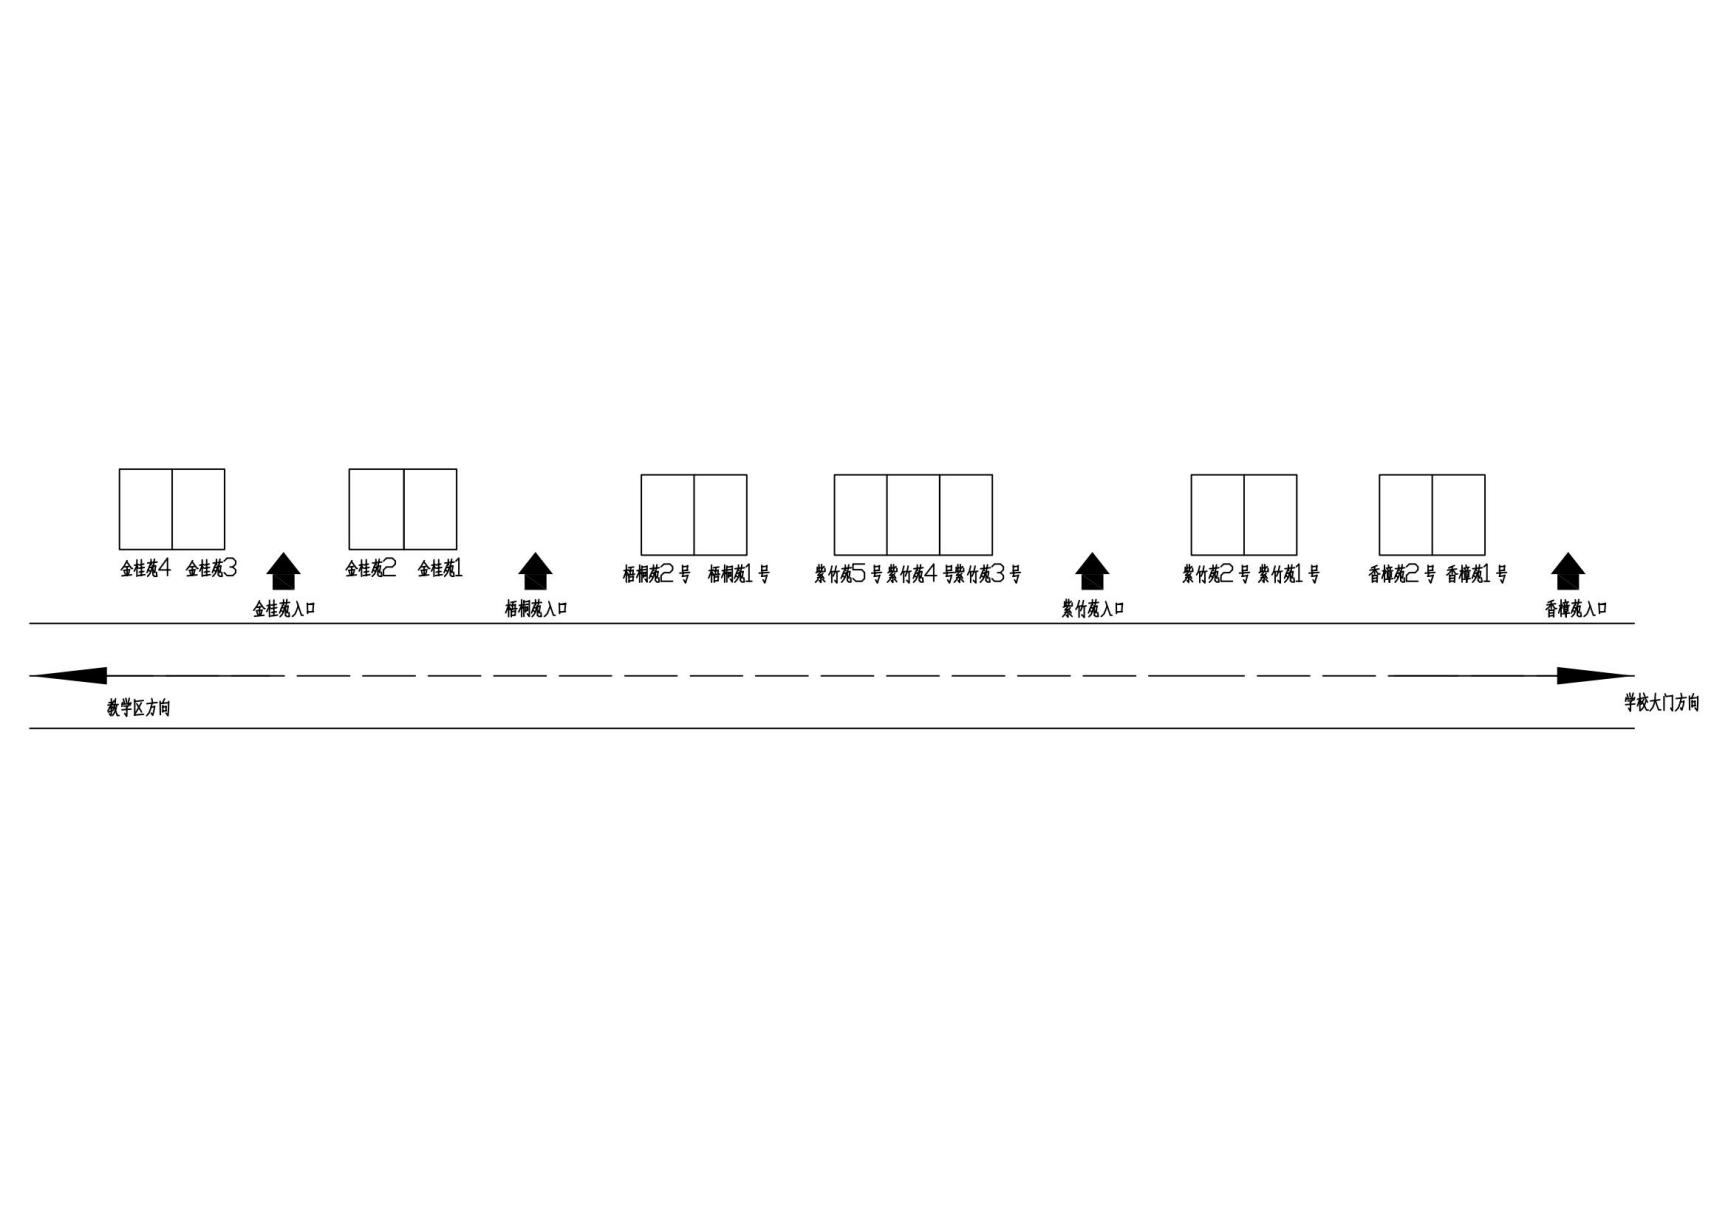 金桂苑4 金桂苑3 金桂苑2 金桂苑1
梧桐苑2号 梧桐苑1号 紫竹苑5号 紫竹苑4号 紫竹苑3号 紫竹苑2号 紫竹苑1号 香樟苑2号 香樟苑1号
金桂苑入口 梧桐苑入口 紫竹苑入口 香樟苑入口
教学区方向 学校大门方向